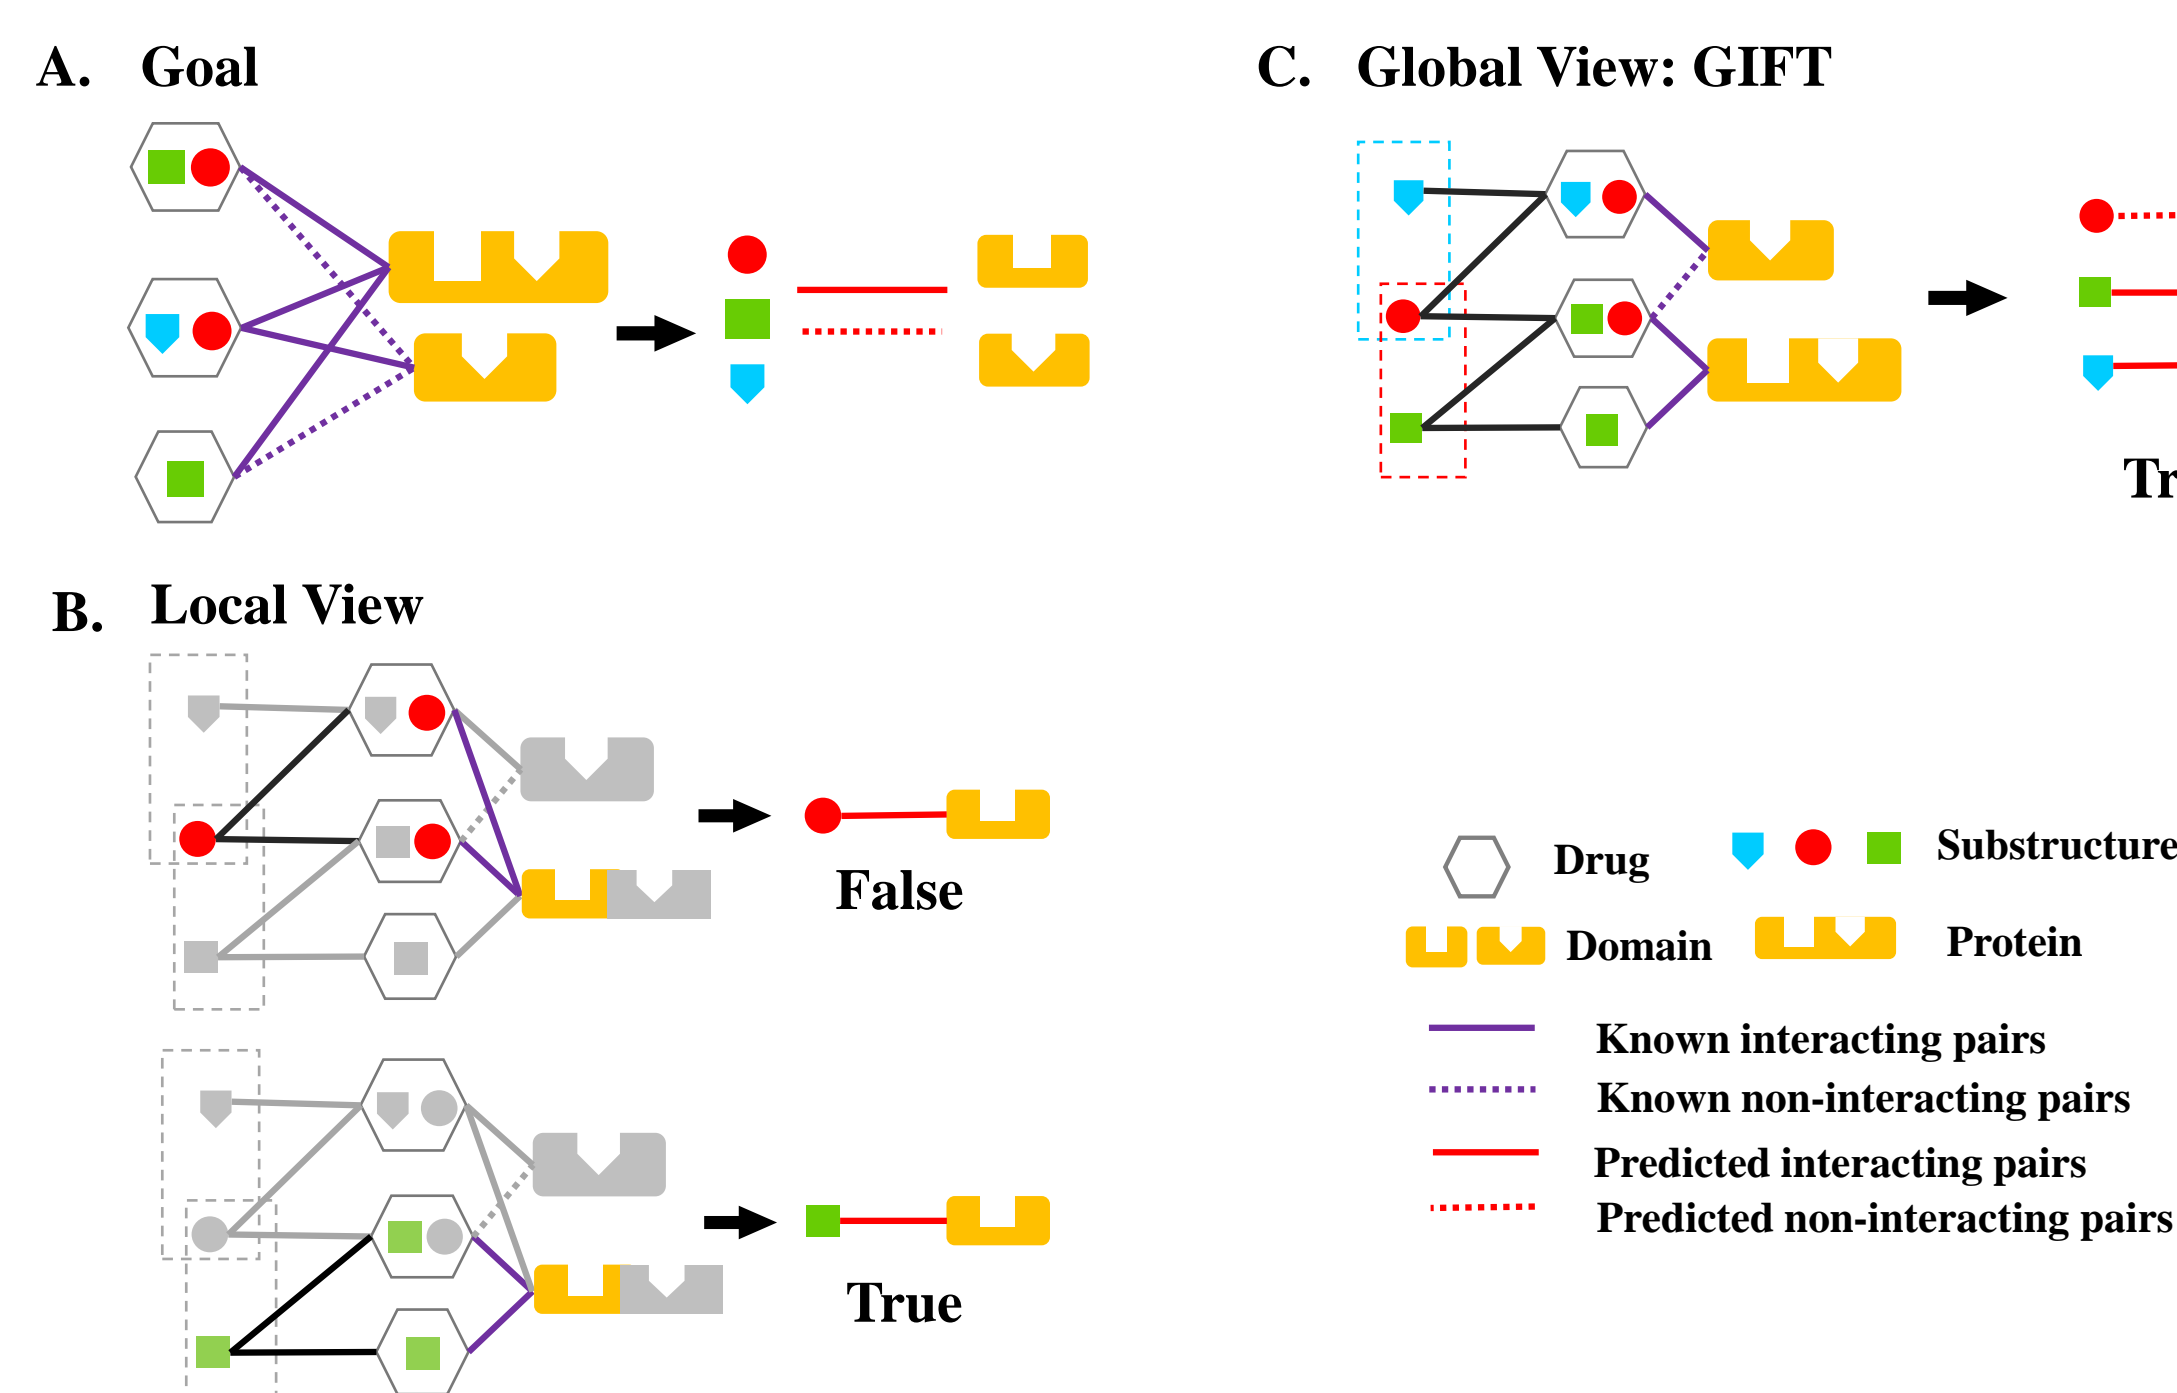 A. Goal
C. Global View: GIFT
Tr
B. Local View
False
True
Drug
Substructure
Domain
Protein
Known interacting pairs
Known non-interacting pairs
Predicted interacting pairs
Predicted non-interacting pairs